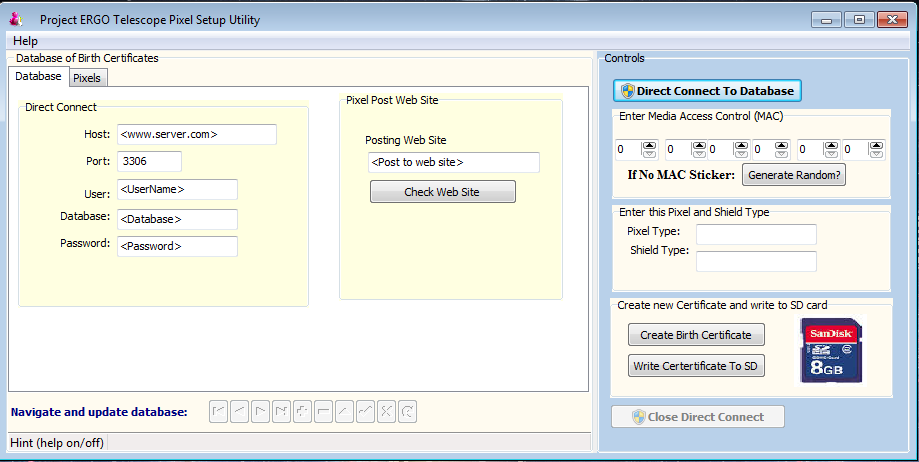 Project ERGO Telescope Pixel Setup Utility
Help
Database of Birth Certificates
Database
Pixels
Direct Connect
Host: <www.server.com>
Port: 3306
User: <UserName>
Database: <Database>
Password: <Password>
Pixel Post Web Site
Posting Web Site
<Post to web site>
Check Web Site
Navigate and update database:
Hint (help on/off)
Controls
Direct Connect To Database
Enter Media Access Control (MAC)
0 0 0 0 0 0
If No MAC Sticker: Generate Random?
Enter this Pixel and Shield Type
Pixel Type:
Shield Type:
Create new Certificate and write to SD card
Create Birth Certificate
Write Certertificate To SD
SanDisk
8GB
Close Direct Connect